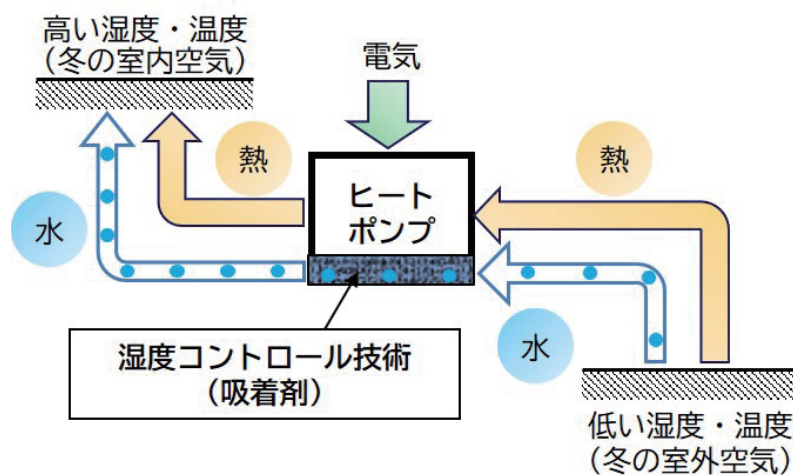 高い湿度・温度
（冬の室内空気）
電気
熱
熱
ヒート
ポンプ
水
水
湿度コントロール技術
（吸着剤）
低い湿度・温度
（冬の室外空気）